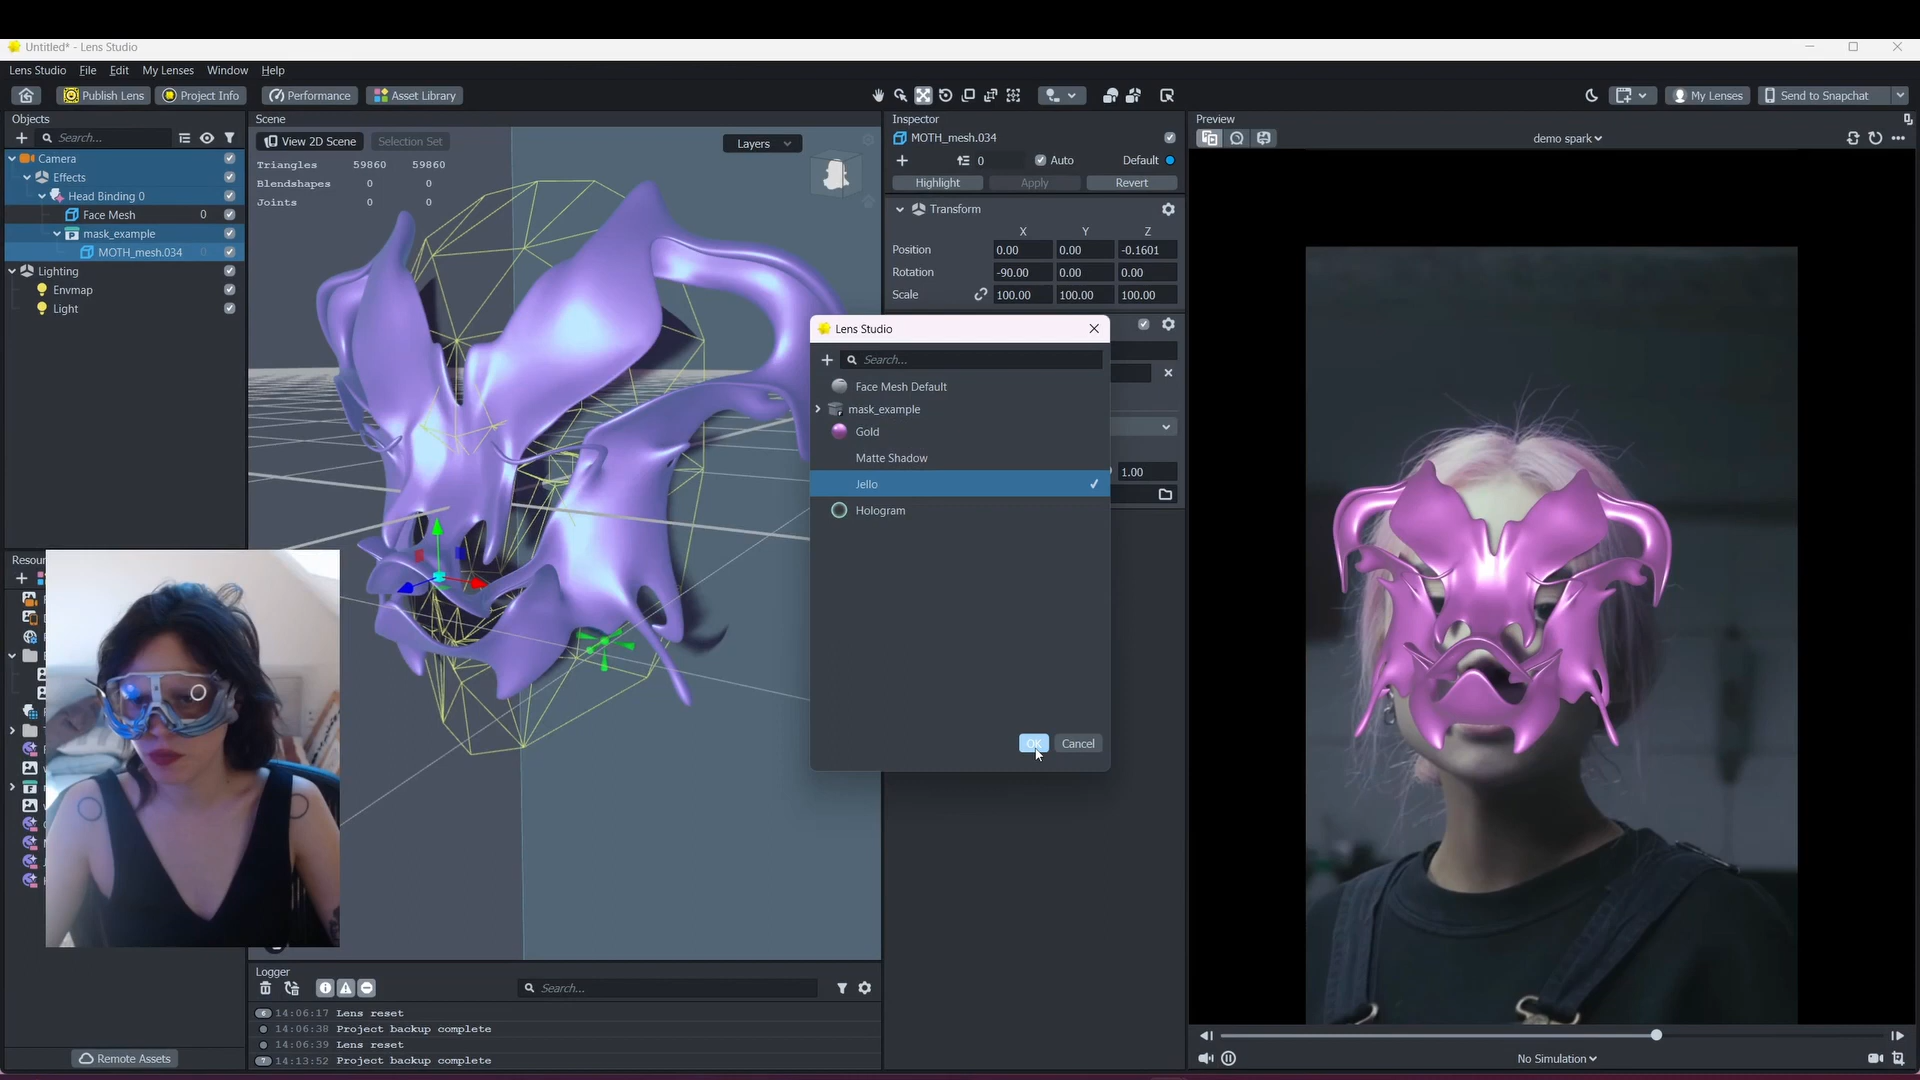 Untitled* - Lens Studio
Lens Studio File Edit My Lenses Window Help
Publish Lens Project Info Performance Asset Library My Lenses Send to Snapchat
Objects
Search...
Camera
Effects
Head Binding 0
Face Mesh 0
mask_example
MOTH_mesh.034 0
Lighting
Envmap
Light
Remote Assets
Scene
View 2D Scene Selection Set Layers
Triangles 59860 59860
Blendshapes 0 0
Joints 0 0
Logger
Search...
6 14:06:17 Lens reset
14:06:38 Project backup complete
14:06:39 Lens reset
7 14:13:52 Project backup complete
Inspector
MOTH_mesh.034
0 Auto Default
Highlight Apply Revert
Transform
X Y Z
Position 0.00 0.00 -0.1601
Rotation -90.00 0.00 0.00
Scale 100.00 100.00 100.00
1.00
Lens Studio
Search...
Face Mesh Default
mask_example
Gold
Matte Shadow
Jello
Hologram
OK Cancel
Preview
demo spark
No Simulation